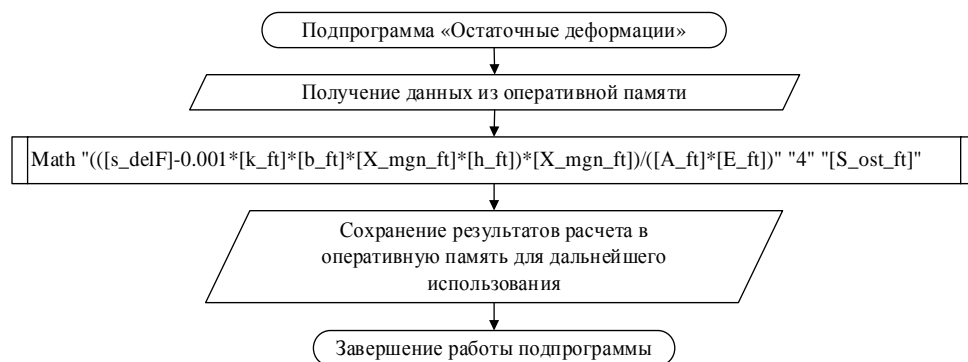 Подпрограмма «Остаточные деформации»
Получение данных из оперативной памяти
Math "(([s_delF]-0.001*[k_ft]*[b_ft]*[X_mgn_ft]*[h_ft])*[X_mgn_ft])/([A_ft]*[E_ft])" "4" "[S_ost_ft]"
Сохранение результатов расчета в
оперативную память для дальнейшего
использования
Завершение работы подпрограммы